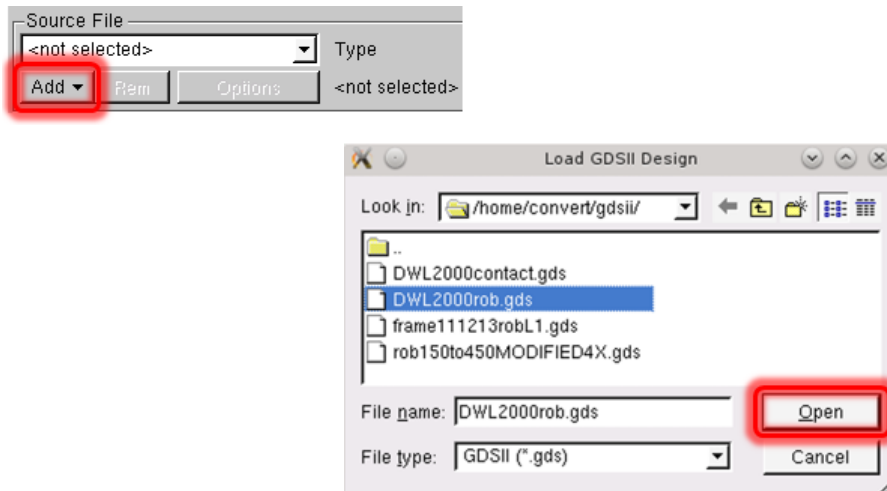 Source File
<not selected>
Type
Add
Rem
Options
<not selected>
Load GDSII Design
Look in:
/home/convert/gdsii/
..
DWL2000contact.gds
DWL2000rob.gds
frame111213robL1.gds
rob150to450MODIFIED4X.gds
File name:
DWL2000rob.gds
Open
File type:
GDSII (*.gds)
Cancel